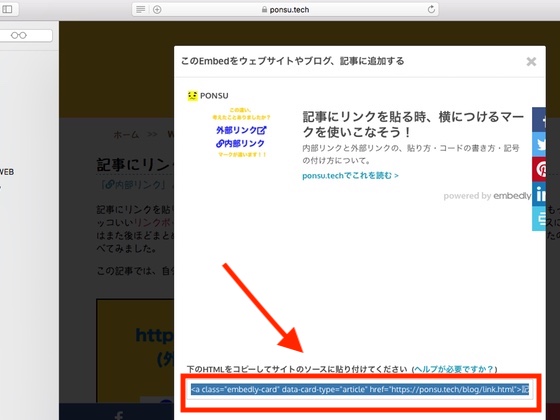 ponsu.tech
このEmbedをウェブサイトやブログ、記事に追加する
PONSU
この違い、
考えたことありましたか?
外部リンク
内部リンク
マークが違います!!
記事にリンクを貼る時、横につけるマー
クを使いこなそう!
内部リンクと外部リンクの、貼り方・コードの書き方・記号
の付け方について。
ponsu.techでこれを読む >
powered by embedly
WEB
ホーム >> W
記事にリン
「内部リンク」
記事にリンクを貼
ッコいいリンクボ
はまた後ほどまとめ
べてみました。
この記事では、自分
http
(外
下のHTMLをコピーしてサイトのソースに貼り付けてください (ヘルプが必要ですか?)
<a class="embedly-card" data-card-type="article" href="https://ponsu.tech/blog/link.html">記